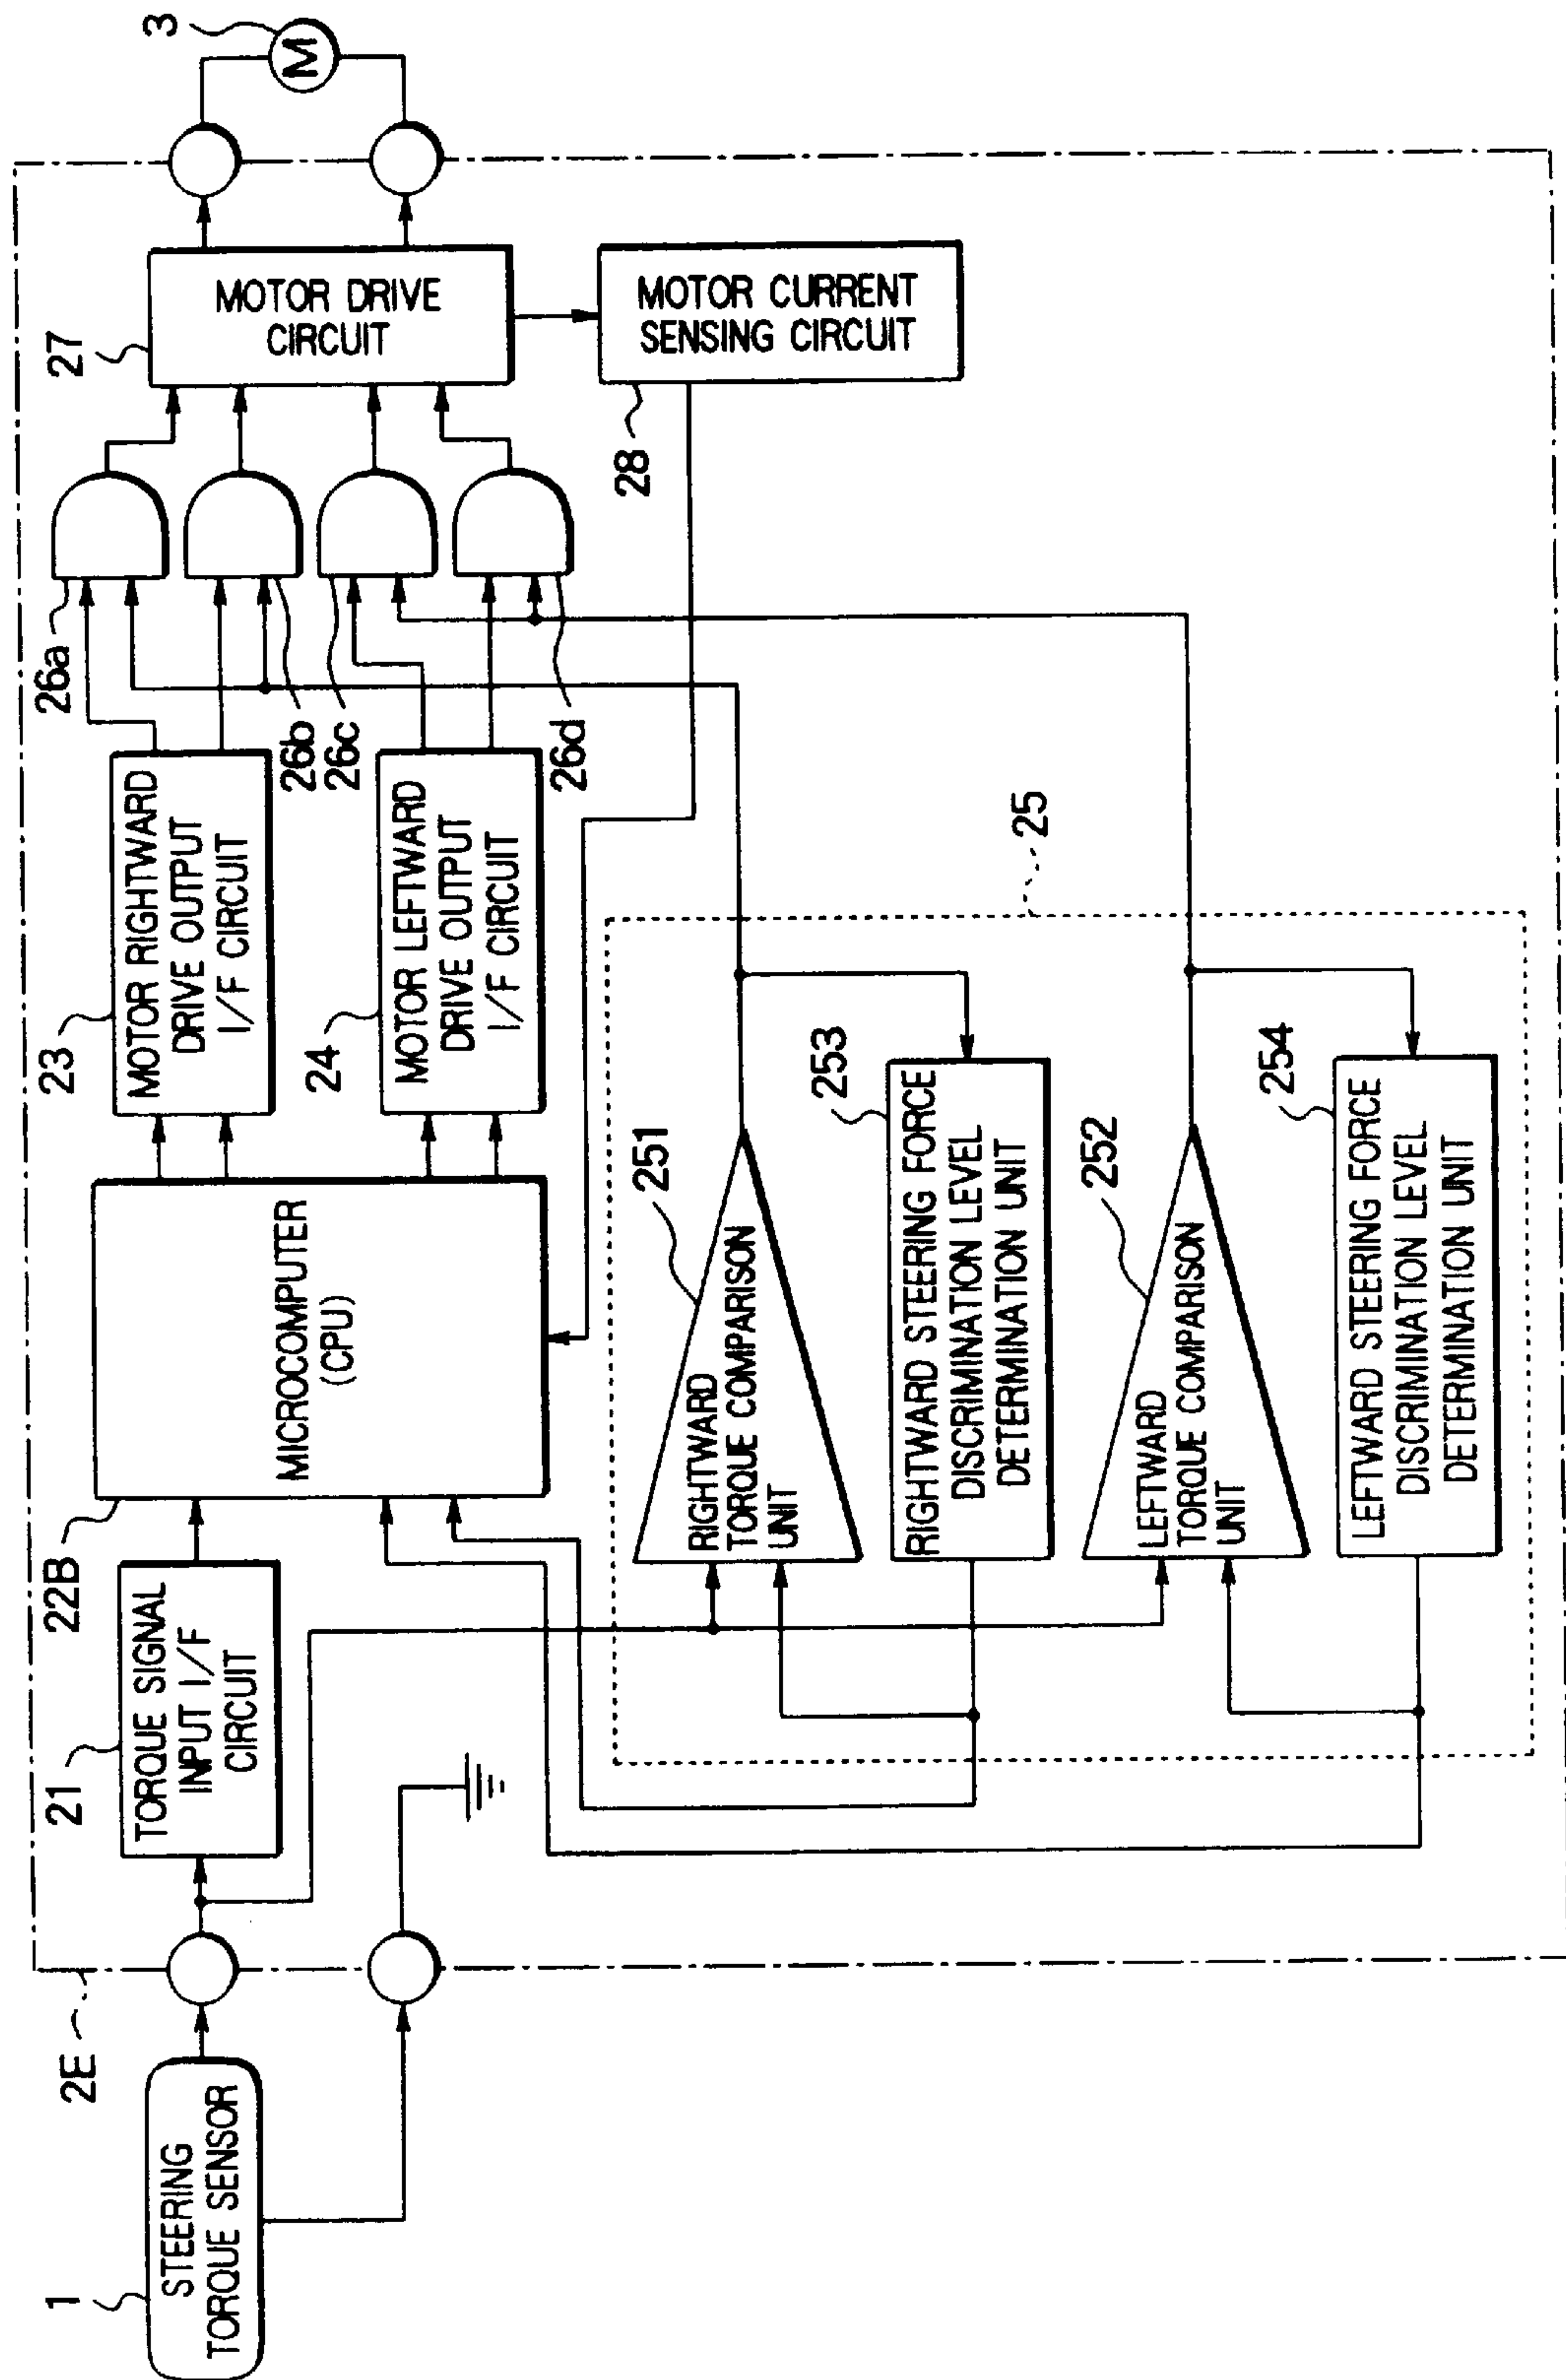 1
STEERING
TORQUE SENSOR
2E
21
TORQUE SIGNAL
INPUT I/F
CIRCUIT
22B
MICROCOMPUTER
(CPU)
23
MOTOR RIGHTWARD
DRIVE OUTPUT
I/F CIRCUIT
24
MOTOR LEFTWARD
DRIVE OUTPUT
I/F CIRCUIT
26a
26b
26c
26d
27
MOTOR DRIVE
CIRCUIT
28
MOTOR CURRENT
SENSING CIRCUIT
3
M
25
251
RIGHTWARD
TORQUE COMPARISON
UNIT
253
RIGHTWARD STEERING FORCE
DISCRIMINATION LEVEL
DETERMINATION UNIT
252
LEFTWARD
TORQUE COMPARISON
UNIT
254
LEFTWARD STEERING FORCE
DISCRIMINATION LEVEL
DETERMINATION UNIT